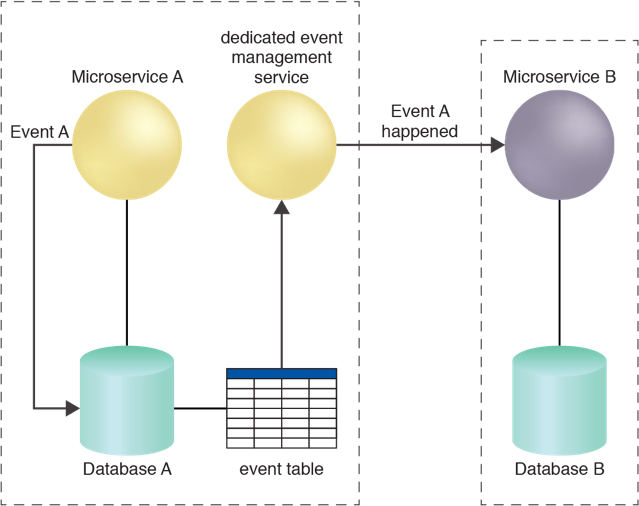 dedicated event
management
service
Microservice A
Microservice B
Event A
Event A
happened
Database A
event table
Database B